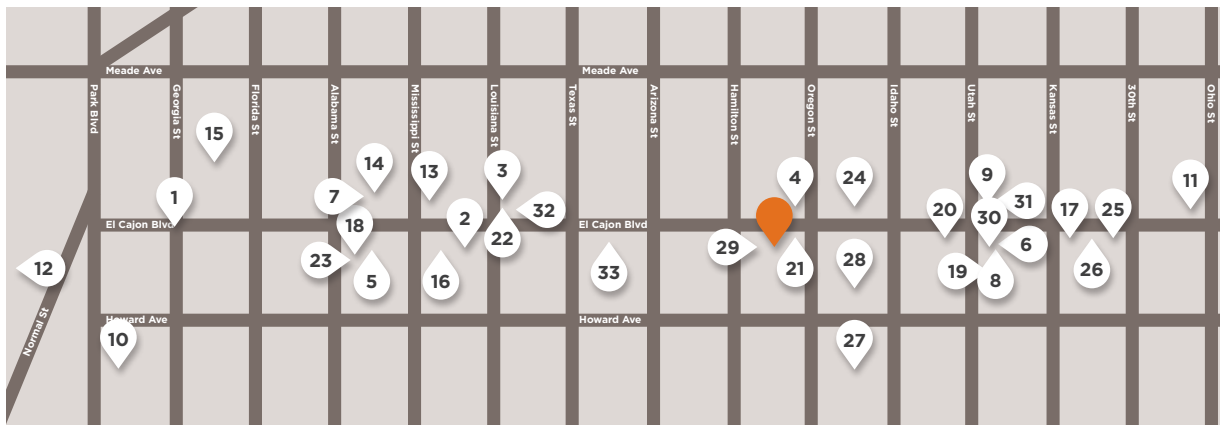 Meade Ave
Meade Ave
Park Blvd
Georgia St
Florida St
Alabama St
Mississippi St
Louisiana St
Texas St
Arizona St
Hamilton St
Oregon St
Idaho St
Utah St
Kansas St
30th St
Ohio St
15
14
13
3
4
24
9
11
1
7
2
32
20
30
31
17
25
El Cajon Blvd
El Cajon Blvd
18
22
29
6
12
23
5
16
33
21
28
19
8
26
Howard Ave
Howard Ave
Normal St
10
27